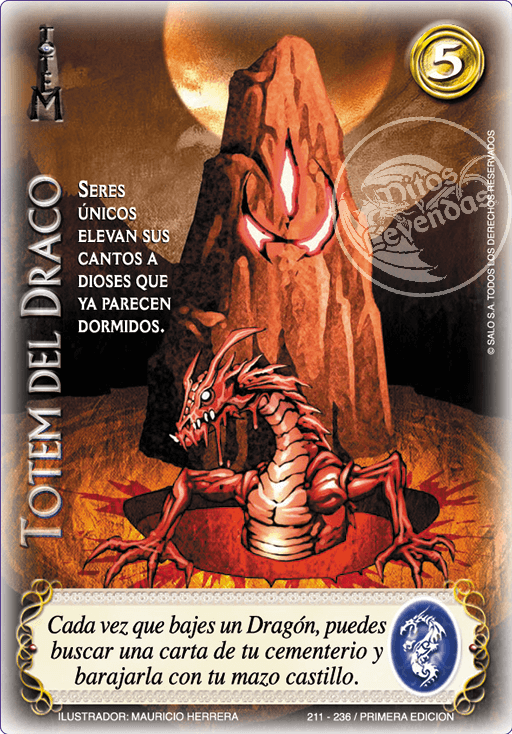 TOTEM
5
Mitos
y
Leyendas
TOTEM DEL DRACO
SERES
ÚNICOS
ELEVAN SUS
CANTOS A
DIOSES QUE
YA PARECEN
DORMIDOS.
© SALO S.A. TODOS LOS DERECHOS RESERVADOS
Cada vez que bajes un Dragón, puedes
buscar una carta de tu cementerio y
barajarla con tu mazo castillo.
ILUSTRADOR: MAURICIO HERRERA
211 - 236 / PRIMERA EDICION